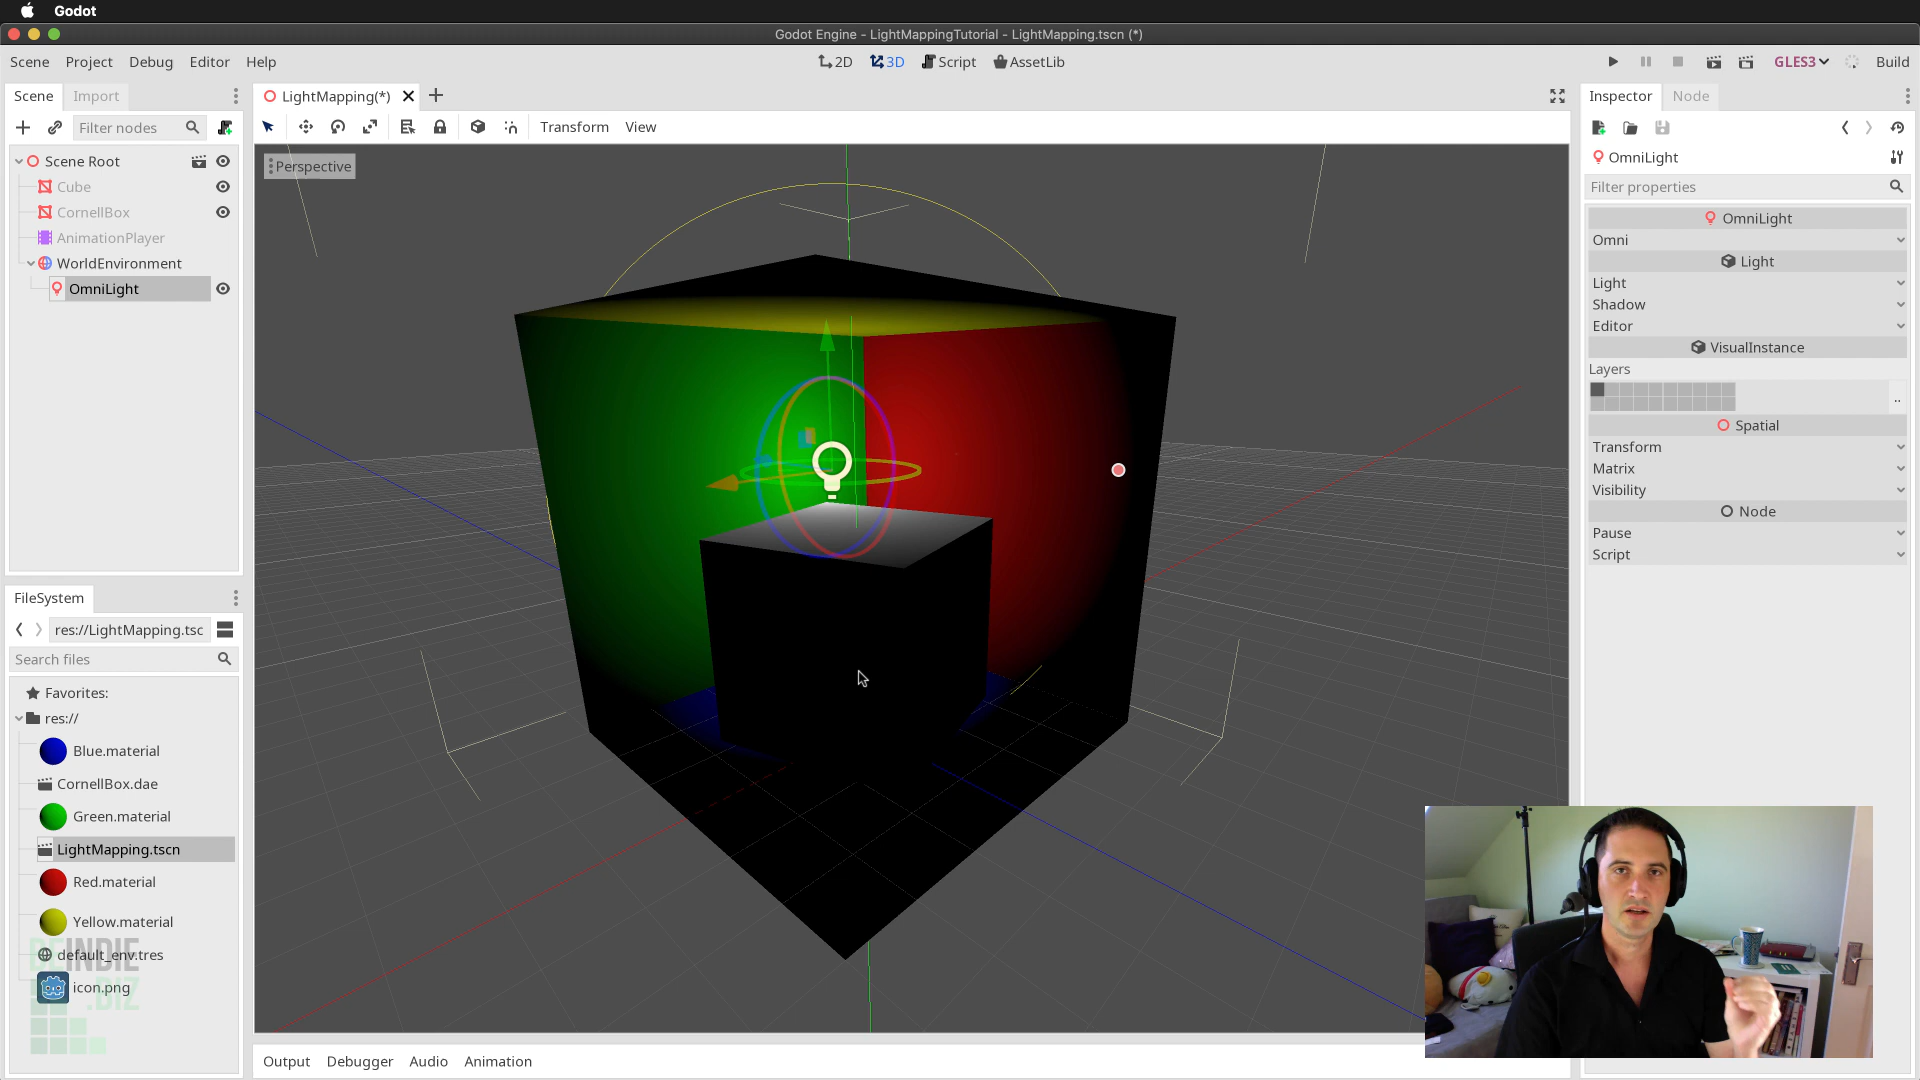 Godot
Godot Engine - LightMappingTutorial - LightMapping.tscn (*)
Scene Project Debug Editor Help
2D 3D Script AssetLib
GLES3 Build
Scene Import
LightMapping(*)
Inspector Node
Filter nodes
Transform View
Scene Root
Cube
CornellBox
AnimationPlayer
WorldEnvironment
OmniLight
Perspective
OmniLight
Filter properties
OmniLight
Omni
Light
Light
Shadow
Editor
VisualInstance
Layers
..
Spatial
Transform
Matrix
Visibility
Node
Pause
Script
FileSystem
res://LightMapping.tsc
Search files
Favorites:
res://
Blue.material
CornellBox.dae
Green.material
LightMapping.tscn
Red.material
Yellow.material
default_env.tres
icon.png
BEINDIE
.BIZ
Output Debugger Audio Animation